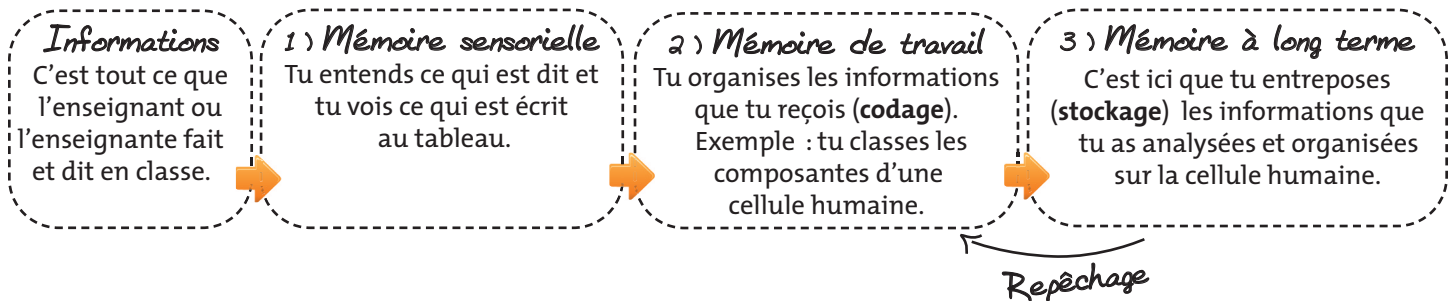 Informations
C'est tout ce que
l'enseignant ou
l'enseignante fait
et dit en classe.
1) Mémoire sensorielle
Tu entends ce qui est dit et
tu vois ce qui est écrit
au tableau.
2) Mémoire de travail
Tu organises les informations
que tu reçois (codage).
Exemple : tu classes les
composantes d'une
cellule humaine.
3) Mémoire à long terme
C'est ici que tu entreposes
(stockage) les informations que
tu as analysées et organisées
sur la cellule humaine.
Repêchage